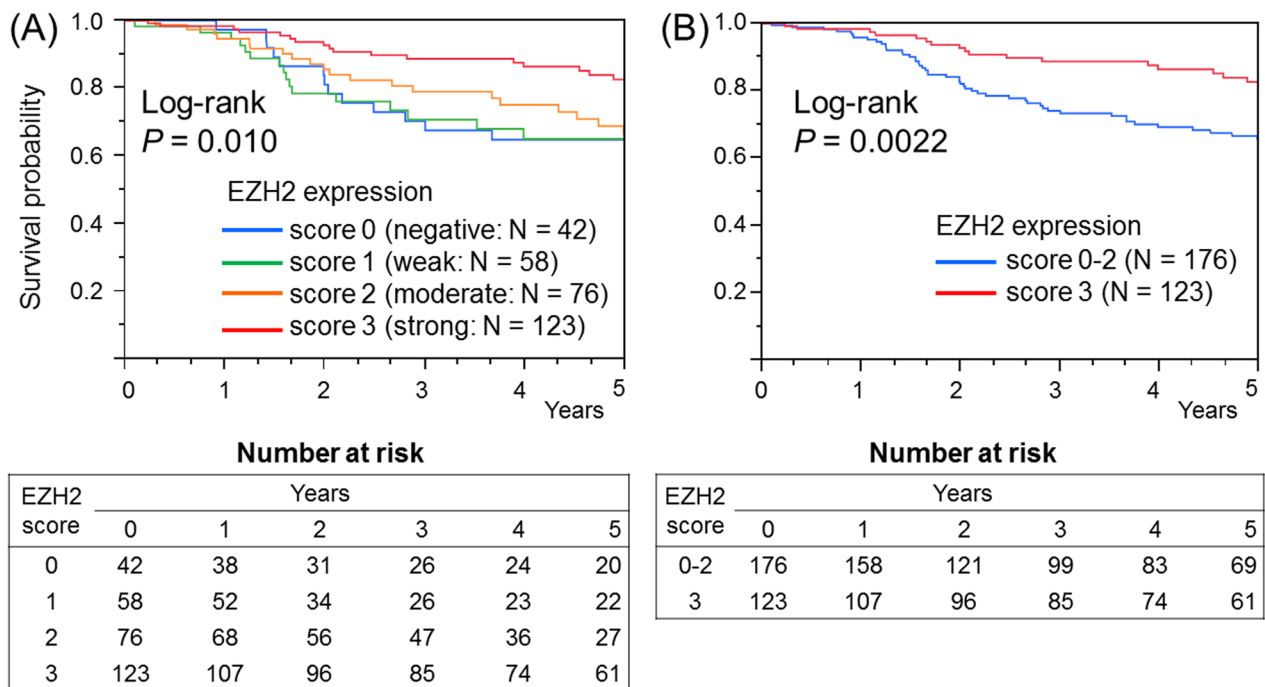 (A)
1.0
0.8
0.6
0.4
0.2
Survival probability
Log-rank
P = 0.010
EZH2 expression
score 0 (negative: N = 42)
score 1 (weak: N = 58)
score 2 (moderate: N = 76)
score 3 (strong: N = 123)
0 1 2 3 4 5
Years
Number at risk
EZH2 score
Years
0 1 2 3 4 5
0 42 38 31 26 24 20
1 58 52 34 26 23 22
2 76 68 56 47 36 27
3 123 107 96 85 74 61
(B)
1.0
0.8
0.6
0.4
0.2
Log-rank
P = 0.0022
EZH2 expression
score 0-2 (N = 176)
score 3 (N = 123)
0 1 2 3 4 5
Years
Number at risk
EZH2 score
Years
0 1 2 3 4 5
0-2 176 158 121 99 83 69
3 123 107 96 85 74 61